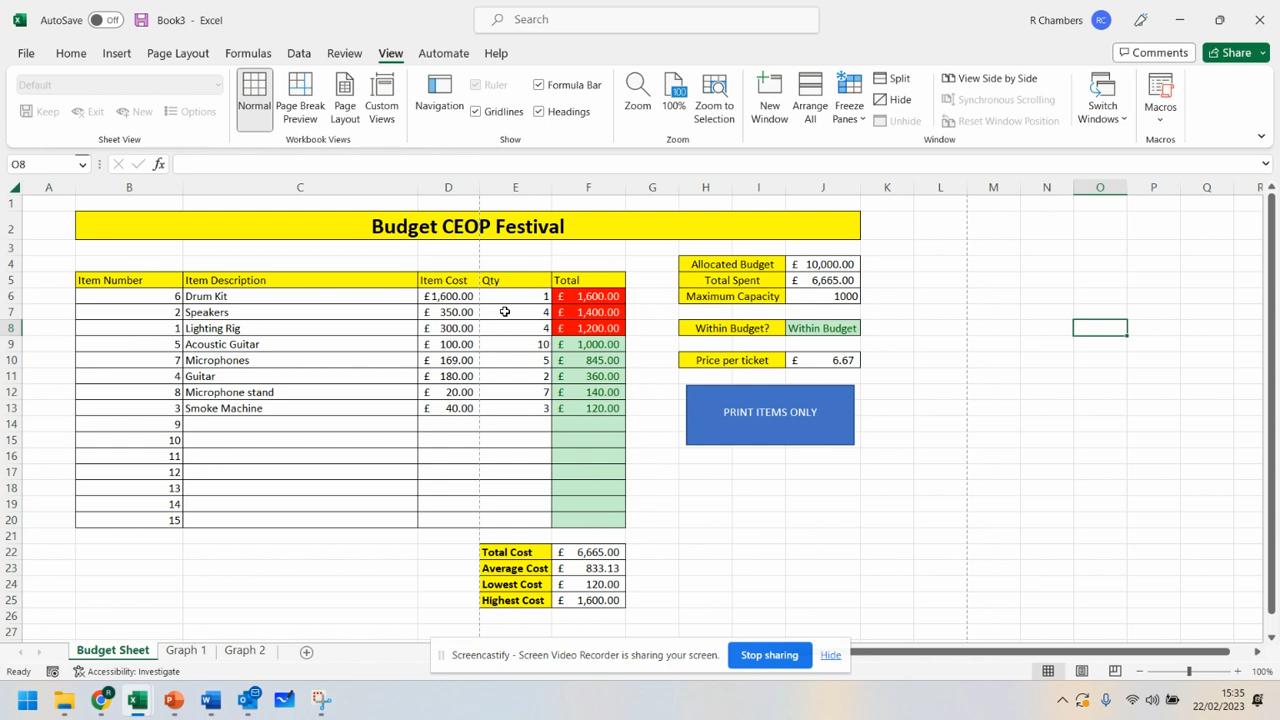 AutoSave Off Book3 - Excel Search R Chambers RC
File Home Insert Page Layout Formulas Data Review View Automate Help Comments Share
Default
Keep Exit New Options
Sheet View
Normal Page Break Preview Page Layout Custom Views
Workbook Views
Navigation Ruler Formula Bar
Gridlines Headings
Show
Zoom 100 100% Zoom to Selection
Zoom
New Window Arrange All Freeze Panes Split Hide Unhide
View Side by Side
Synchronous Scrolling
Reset Window Position
Switch Windows
Window
Macros
Macros
O8 fx
A B C D E F G H I J K L M N O P Q R
1
2 Budget CEOP Festival
3
4 Allocated Budget £ 10,000.00
5 Item Number Item Description Item Cost Qty Total Total Spent £ 6,665.00
6 6 Drum Kit £1,600.00 1 £ 1,600.00 Maximum Capacity 1000
7 2 Speakers £ 350.00 4 £ 1,400.00
8 1 Lighting Rig £ 300.00 4 £ 1,200.00 Within Budget? Within Budget
9 5 Acoustic Guitar £ 100.00 10 £ 1,000.00
10 7 Microphones £ 169.00 5 £ 845.00 Price per ticket £ 6.67
11 4 Guitar £ 180.00 2 £ 360.00
12 8 Microphone stand £ 20.00 7 £ 140.00
13 3 Smoke Machine £ 40.00 3 £ 120.00 PRINT ITEMS ONLY
14 9
15 10
16 11
17 12
18 13
19 14
20 15
21
22 Total Cost £ 6,665.00
23 Average Cost £ 833.13
24 Lowest Cost £ 120.00
25 Highest Cost £ 1,600.00
26
27
Budget Sheet Graph 1 Graph 2
Screencastify - Screen Video Recorder is sharing your screen. Stop sharing Hide
Ready Accessibility: Investigate 100%
15:35
22/02/2023